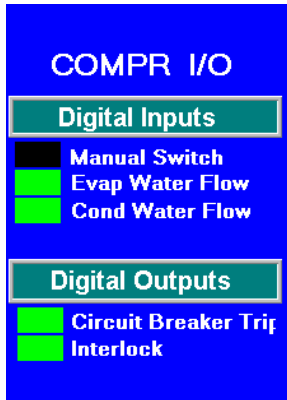 COMPR I/O
Digital Inputs
Manual Switch
Evap Water Flow
Cond Water Flow
Digital Outputs
Circuit Breaker Trip
Interlock